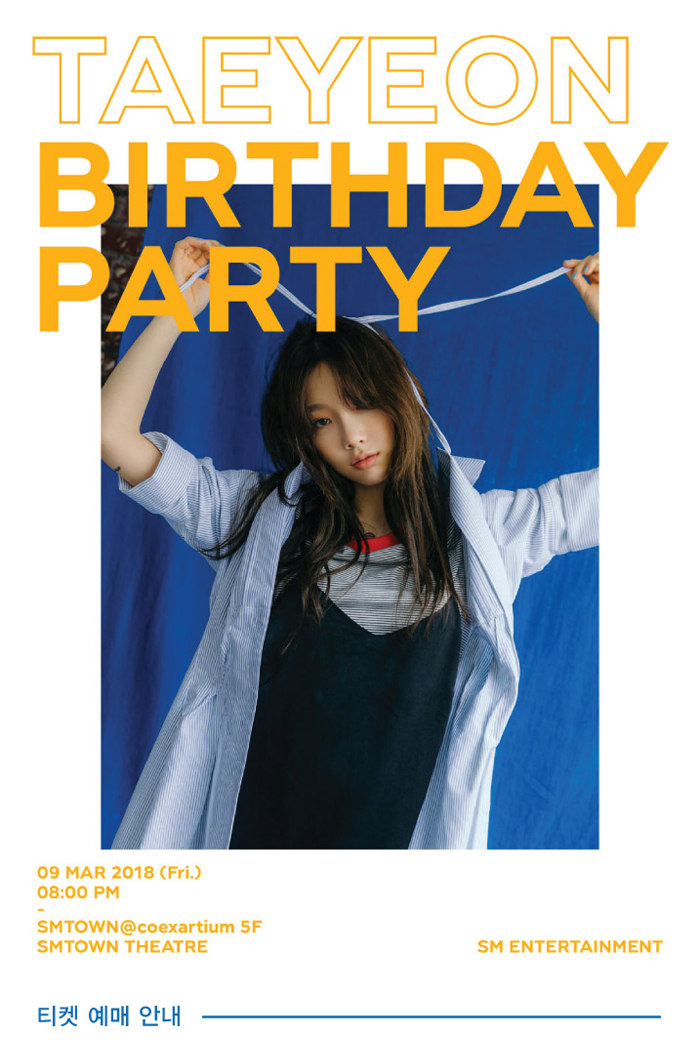 TAEYEON
BIRTHDAY
PARTY
09 MAR 2018 (Fri.)
08:00 PM
-
SMTOWN@coexartium 5F
SMTOWN THEATRE
SM ENTERTAINMENT
티켓 예매 안내